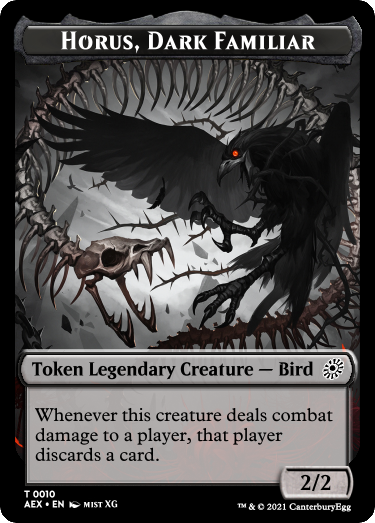 Horus, Dark Familiar
Token Legendary Creature — Bird
Whenever this creature deals combat
damage to a player, that player
discards a card.
2/2
T 0010
AEX • EN MIST XG
™ & © 2021 CanterburyEgg